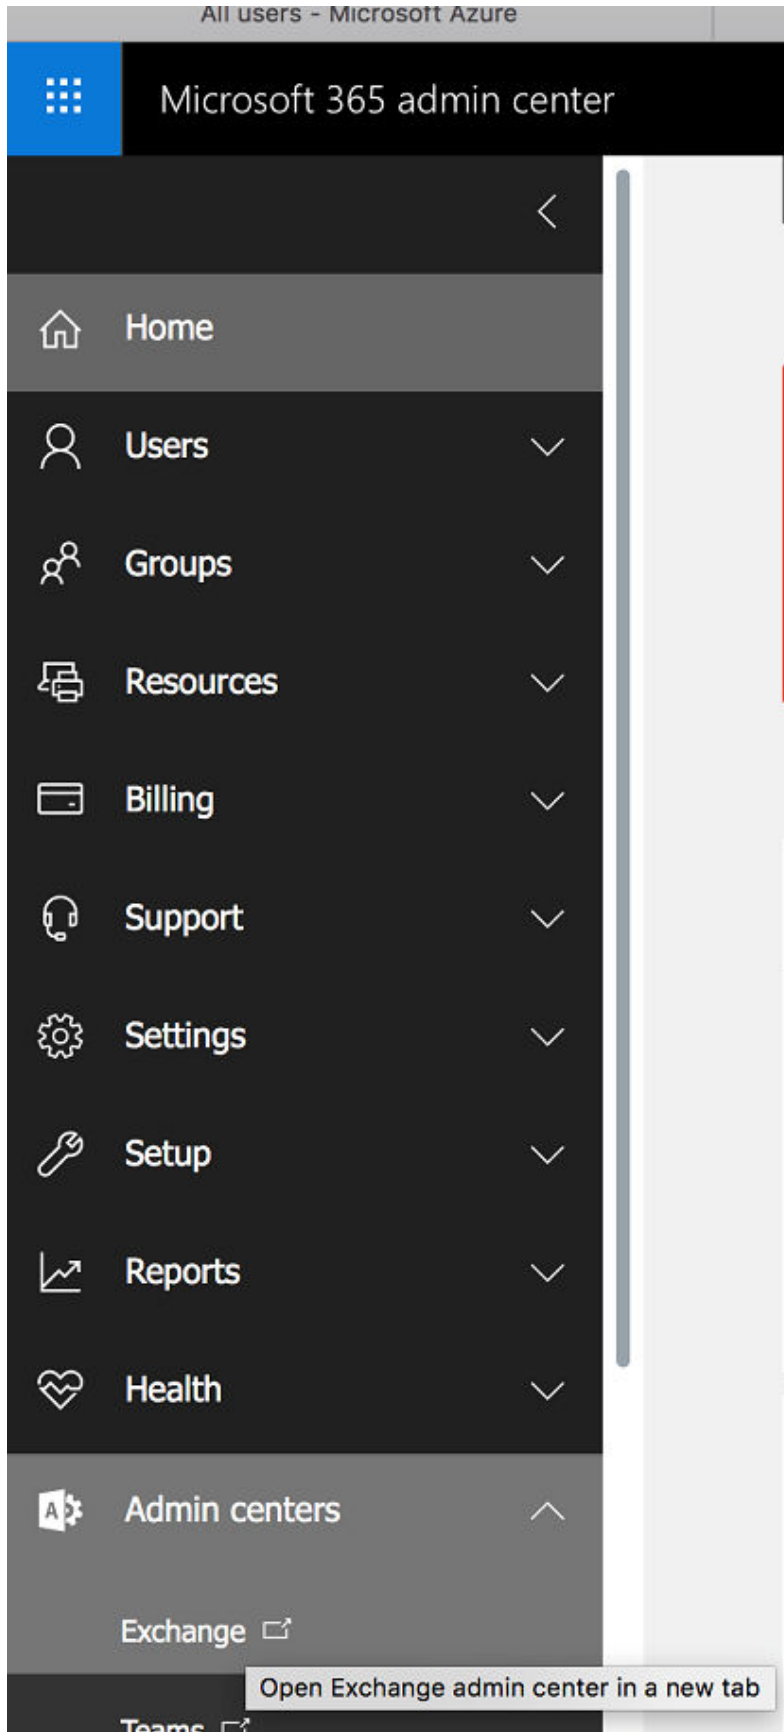 All users - Microsoft Azure
Microsoft 365 admin center
Home
Users
Groups
Resources
Billing
Support
Settings
Setup
Reports
Health
Admin centers
Exchange
Open Exchange admin center in a new tab
Teams